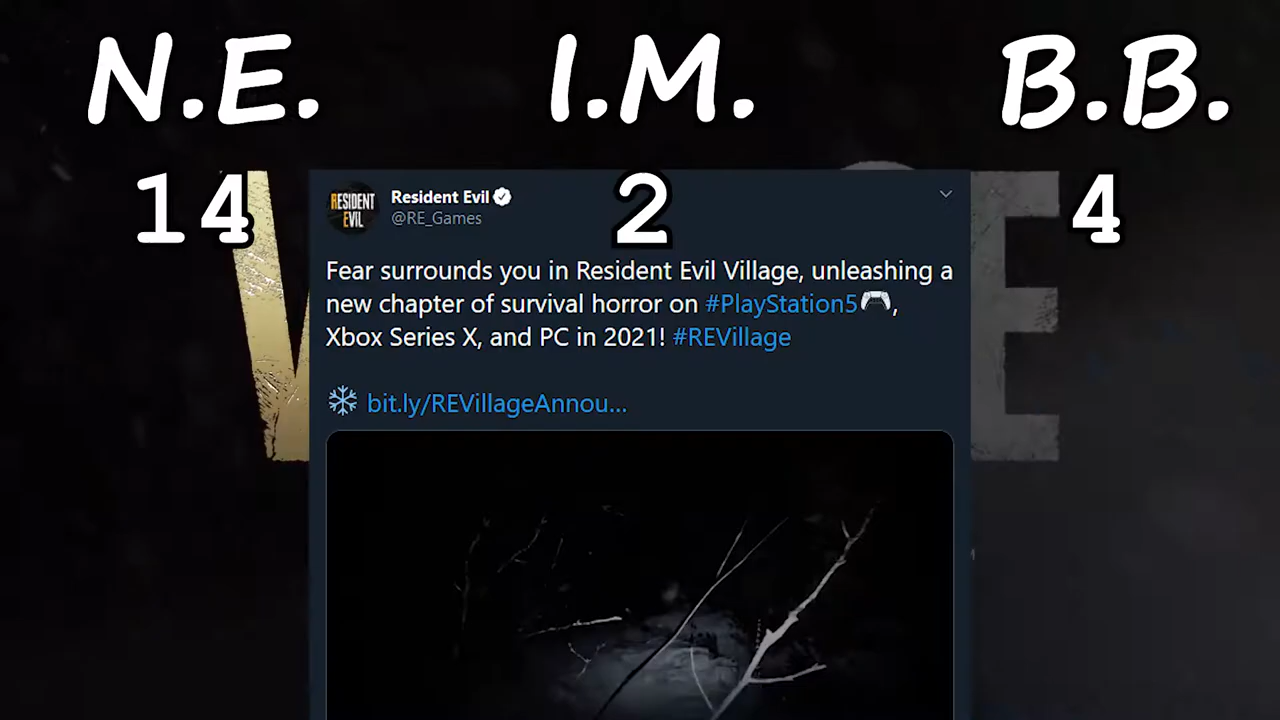 N.E. I.M. B.B.
14 2 4
RESIDENT EVIL
Resident Evil
@RE_Games
Fear surrounds you in Resident Evil Village, unleashing a
new chapter of survival horror on #PlayStation5🎮,
Xbox Series X, and PC in 2021! #REVillage
❄ bit.ly/REVillageAnnou...
V E